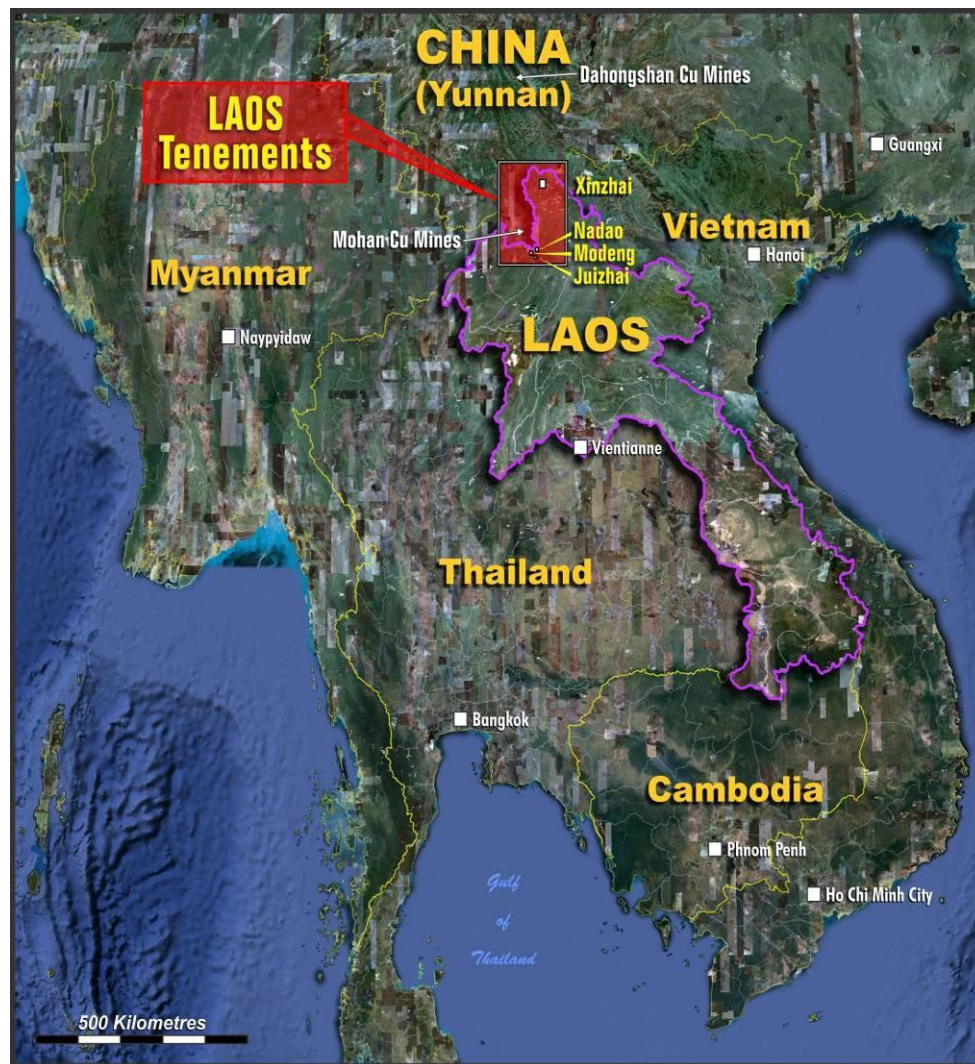 CHINA
(Yunnan)
Dahongshan Cu Mines
LAOS
Tenements
Guangxi
Xinzhai
Mohan Cu Mines
Nadao
Modeng
Juizhai
Vietnam
Hanoi
Myanmar
Naypyidaw
LAOS
Vientianne
Thailand
Bangkok
Cambodia
Phnom Penh
Ho Chi Minh City
Gulf
of
Thailand
500 Kilometres